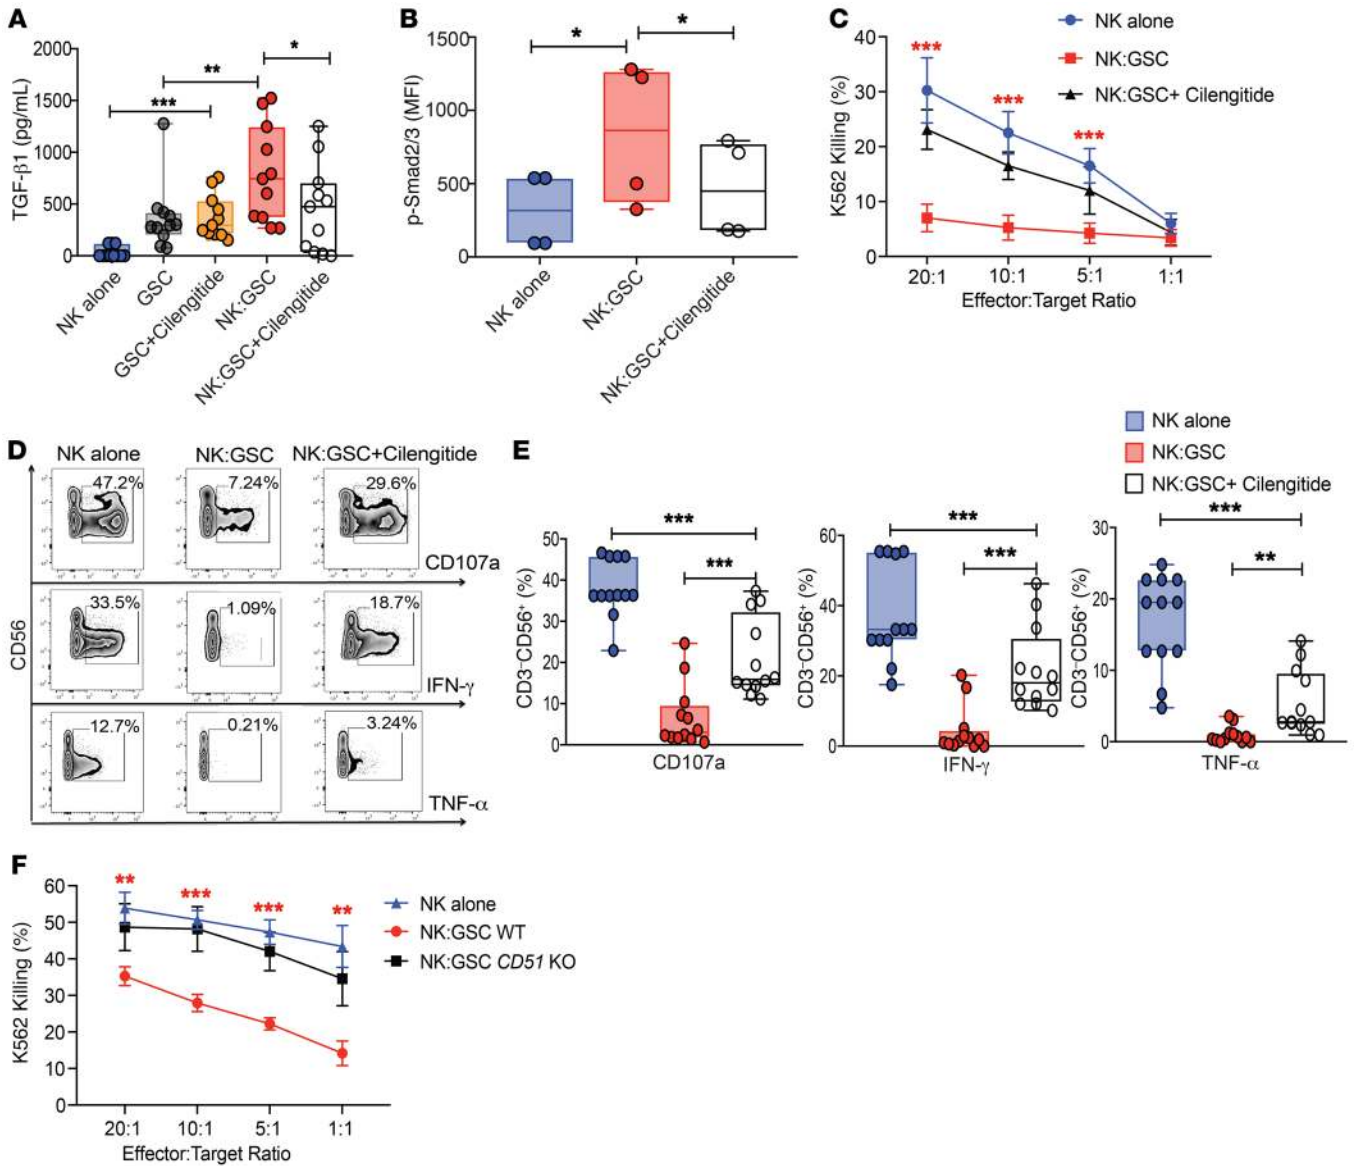 A
TGF-β1 (pg/mL)
2000
1500
1000
500
0
***
**
*
NK alone
GSC
GSC+Cilengitide
NK:GSC
NK:GSC+Cilengitide
B
p-Smad2/3 (MFI)
1500
1000
500
0
*
*
NK alone
NK:GSC
NK:GSC+Cilengitide
C
NK alone
NK:GSC
NK:GSC+ Cilengitide
K562 Killing (%)
40
30
20
10
0
***
***
***
20:1 10:1 5:1 1:1
Effector:Target Ratio
D
NK alone NK:GSC NK:GSC+Cilengitide
47.2% 7.24% 29.6%
CD107a
33.5% 1.09% 18.7%
IFN-γ
12.7% 0.21% 3.24%
TNF-α
CD56
E
NK alone
NK:GSC
NK:GSC+ Cilengitide
CD3⁻CD56⁺ (%)
50
40
30
20
10
0
***
***
CD107a
CD3⁻CD56⁺ (%)
60
40
20
0
***
***
IFN-γ
CD3⁻CD56⁺ (%)
30
20
10
0
***
**
TNF-α
F
K562 Killing (%)
60
50
40
30
20
10
0
** *** *** **
20:1 10:1 5:1 1:1
Effector:Target Ratio
NK alone
NK:GSC WT
NK:GSC CD51 KO